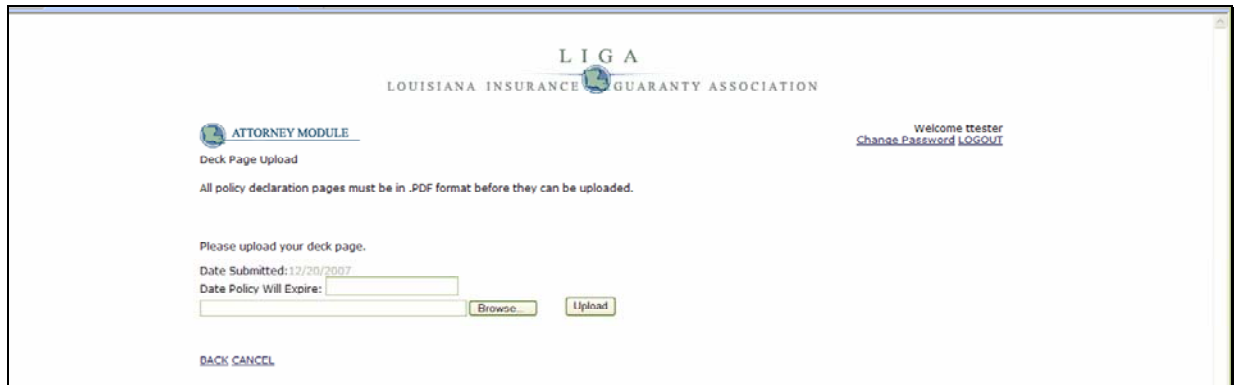 LIGA
LOUISIANA INSURANCE GUARANTY ASSOCIATION
ATTORNEY MODULE
Welcome ttester
Change Password LOGOUT
Deck Page Upload
All policy declaration pages must be in .PDF format before they can be uploaded.
Please upload your deck page.
Date Submitted:12/20/2007
Date Policy Will Expire:
Browse... Upload
BACK CANCEL